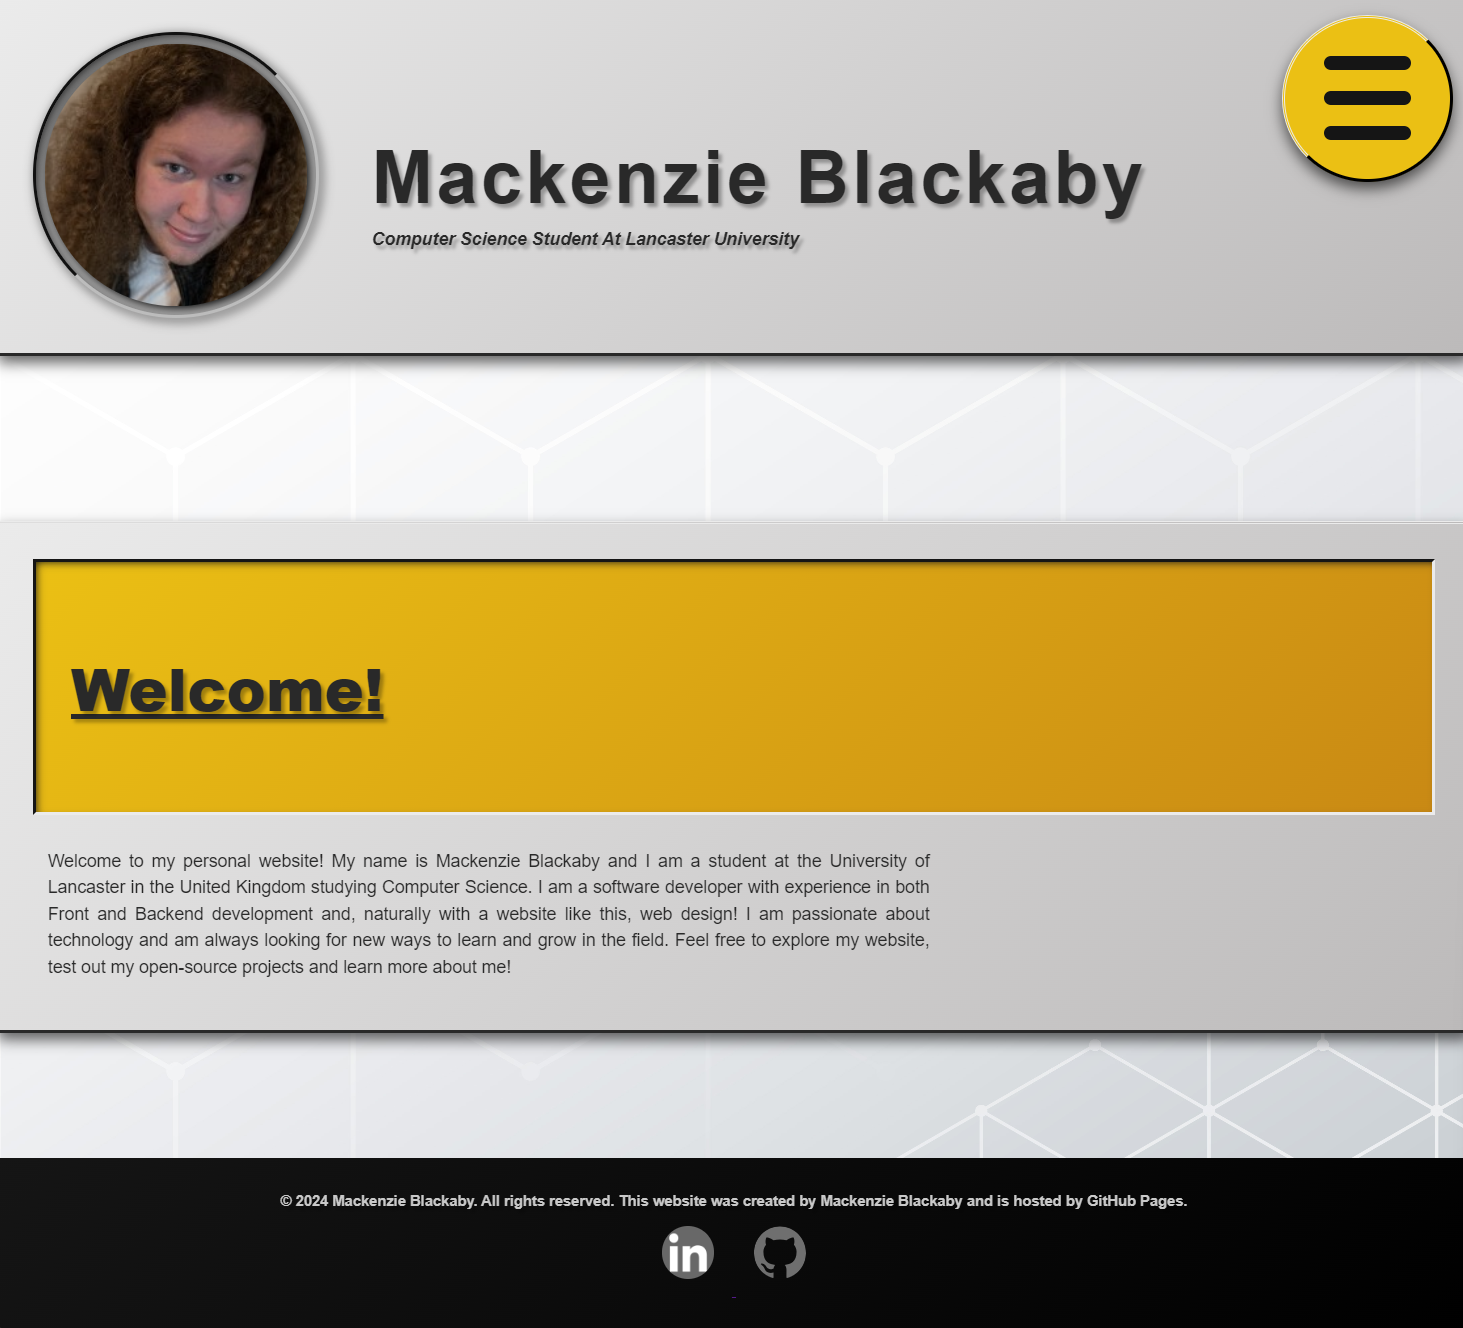 Mackenzie Blackaby
Computer Science Student At Lancaster University
Welcome!
Welcome to my personal website! My name is Mackenzie Blackaby and I am a student at the University of
Lancaster in the United Kingdom studying Computer Science. I am a software developer with experience in both
Front and Backend development and, naturally with a website like this, web design! I am passionate about
technology and am always looking for new ways to learn and grow in the field. Feel free to explore my website,
test out my open-source projects and learn more about me!
© 2024 Mackenzie Blackaby. All rights reserved. This website was created by Mackenzie Blackaby and is hosted by GitHub Pages.
in